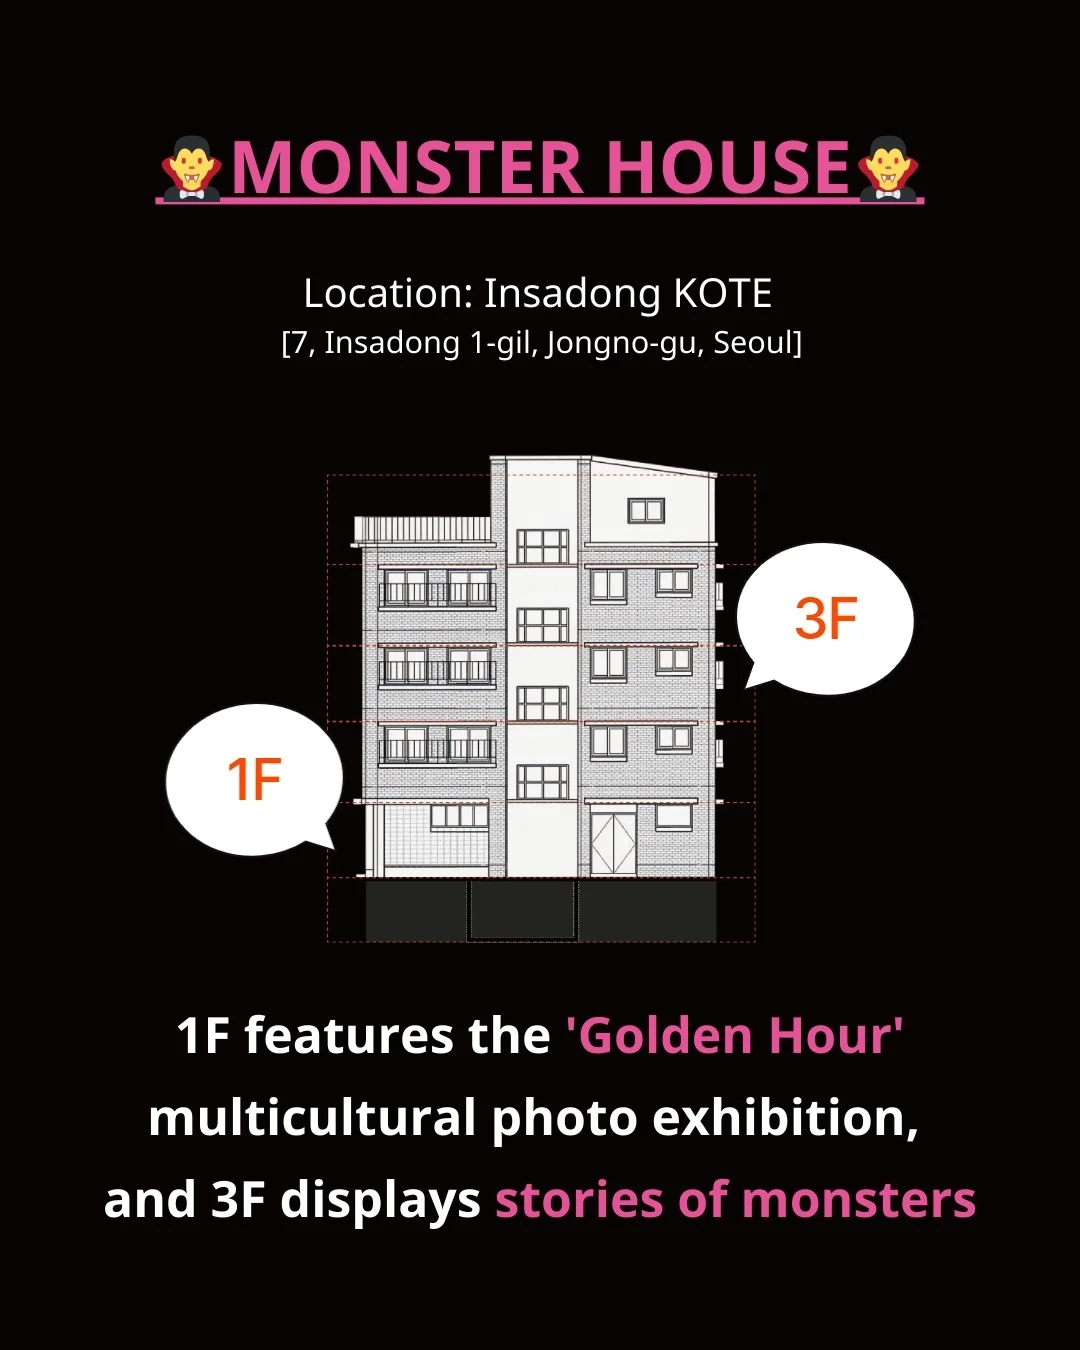 🧛MONSTER HOUSE🧛
Location: Insadong KOTE
[7, Insadong 1-gil, Jongno-gu, Seoul]
3F
1F
1F features the 'Golden Hour'
multicultural photo exhibition,
and 3F displays stories of monsters